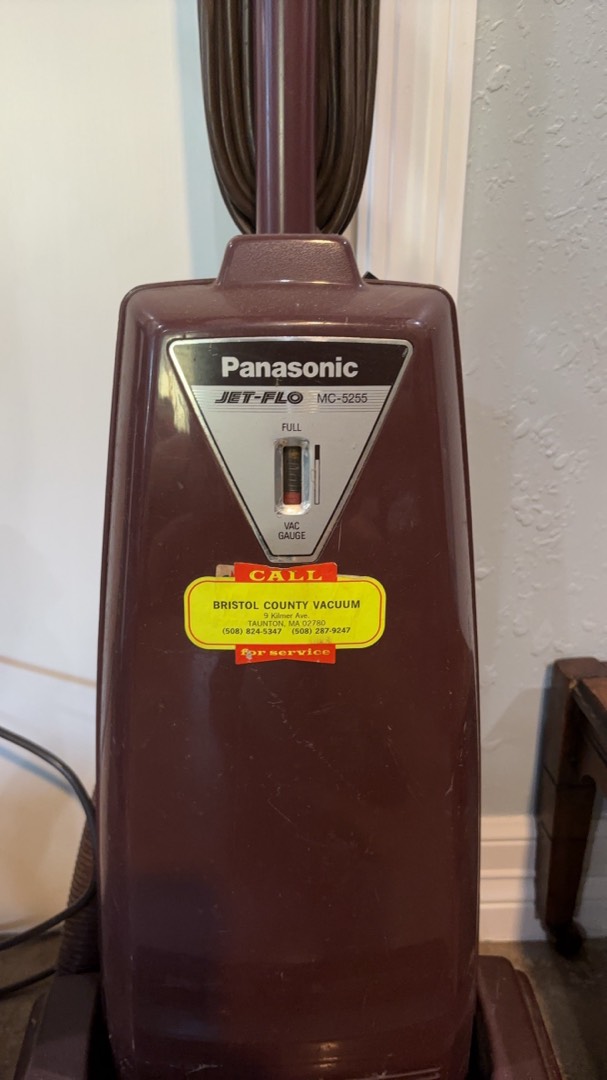 Panasonic
JET-FLO MC-5255
FULL
VAC
GAUGE
CALL
BRISTOL COUNTY VACUUM
9 Kilmer Ave.
TAUNTON, MA 02780
(508) 824-5347 (508) 287-9247
for service